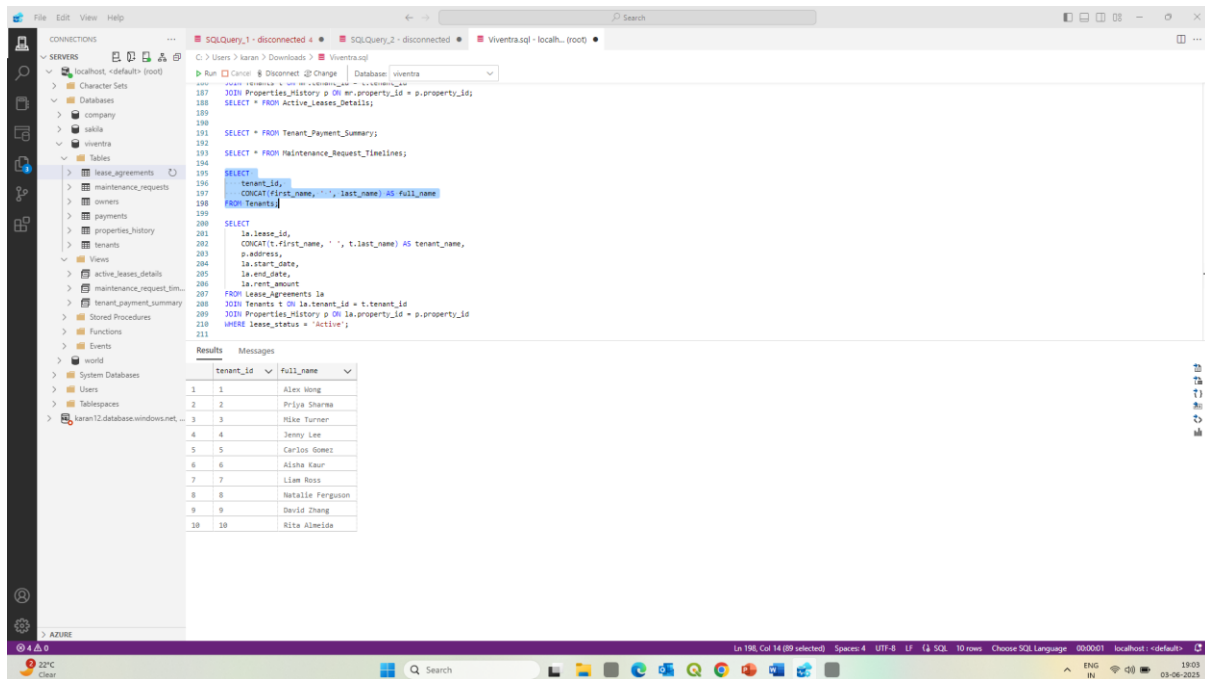 File Edit View Help
Search
CONNECTIONS
SQLQuery_1 - disconnected 4 ● SQLQuery_2 - disconnected ● Viventra.sql - localh... (root) ●
SERVERS
C: > Users > karan > Downloads > Viventra.sql
localhost, <default> (root)
Run Cancel Disconnect Change Database: viventra
Character Sets
Databases
company
sakila
viventra
Tables
lease_agreements
maintenance_requests
owners
payments
properties_history
tenants
Views
active_leases_details
maintenance_request_tim...
tenant_payment_summary
Stored Procedures
Functions
Events
world
System Databases
Users
Tablespaces
karan12.database.windows.net, ...
AZURE
186 JOIN Tenants t ON mr.tenant_id = t.tenant_id
187 JOIN Properties_History p ON mr.property_id = p.property_id;
188 SELECT * FROM Active_Leases_Details;
189
190
191 SELECT * FROM Tenant_Payment_Summary;
192
193 SELECT * FROM Maintenance_Request_Timelines;
194
195 SELECT
196 tenant_id,
197 CONCAT(first_name, ' ', last_name) AS full_name
198 FROM Tenants;
199
200 SELECT
201 la.lease_id,
202 CONCAT(t.first_name, ' ', t.last_name) AS tenant_name,
203 p.address,
204 la.start_date,
205 la.end_date,
206 la.rent_amount
207 FROM Lease_Agreements la
208 JOIN Tenants t ON la.tenant_id = t.tenant_id
209 JOIN Properties_History p ON la.property_id = p.property_id
210 WHERE lease_status = 'Active';
211
Results Messages
tenant_id full_name
1 1 Alex Wong
2 2 Priya Sharma
3 3 Mike Turner
4 4 Jenny Lee
5 5 Carlos Gomez
6 6 Aisha Kaur
7 7 Liam Ross
8 8 Natalie Ferguson
9 9 David Zhang
10 10 Rita Almeida
4 0 Ln 198, Col 14 (89 selected) Spaces: 4 UTF-8 LF SQL 10 rows Choose SQL Language 00:00:01 localhost : <default>
2 22°C
Clear
Search
ENG
IN
19:03
03-06-2025